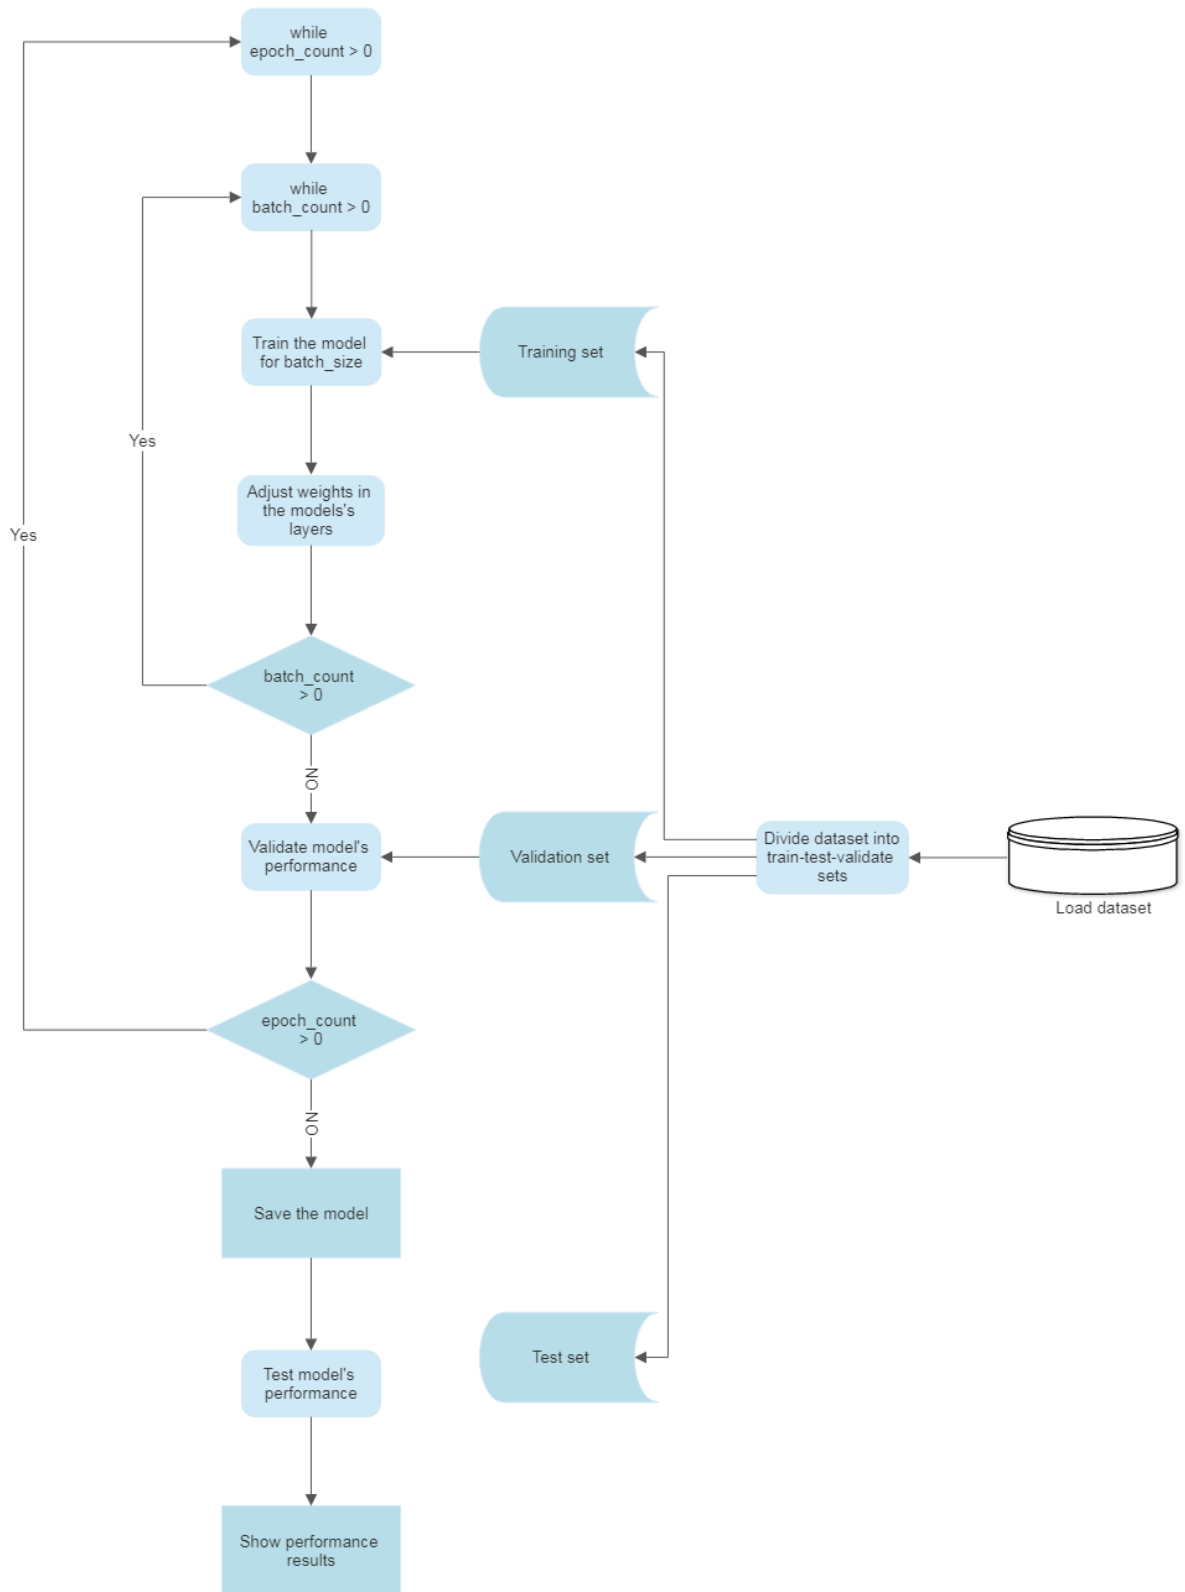 while
epoch_count > 0
while
batch_count > 0
Train the model
for batch_size
Training set
Yes
Adjust weights in
the models's
layers
Yes
batch_count
> 0
NO
Validate model's
performance
Validation set
Divide dataset into
train-test-validate
sets
Load dataset
epoch_count
> 0
NO
Save the model
Test model's
performance
Test set
Show performance
results